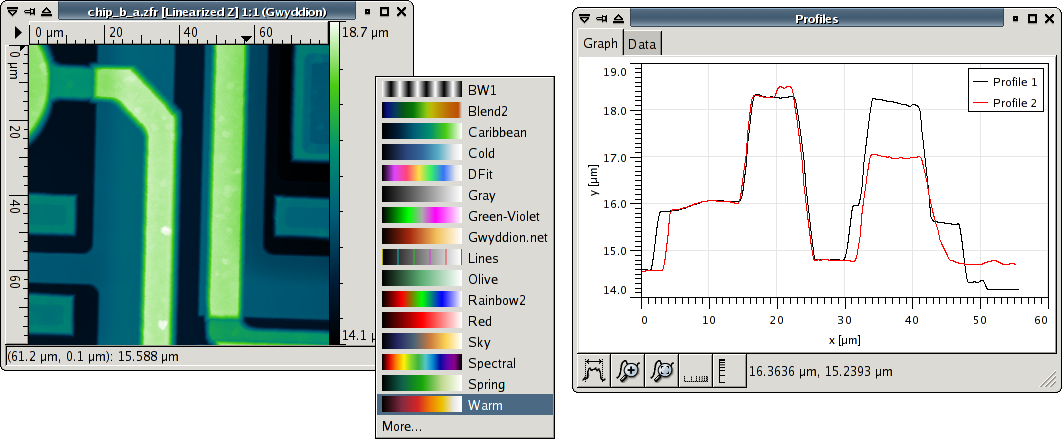 chip_b_a.zfr [Linearized Z] 1:1 (Gwyddion)
0 µm 20 40 60
18.7 µm
0 µm
20
40
60
14.1
(61.2 µm, 0.1 µm): 15.588 µm
BW1
Blend2
Caribbean
Cold
DFit
Gray
Green-Violet
Gwyddion.net
Lines
Olive
Rainbow2
Red
Sky
Spectral
Spring
Warm
More...
Profiles
Graph Data
19.0
18.0
17.0
16.0
15.0
14.0
y [µm]
Profile 1
Profile 2
0 10 20 30 40 50 60
x [µm]
16.3636 µm, 15.2393 µm